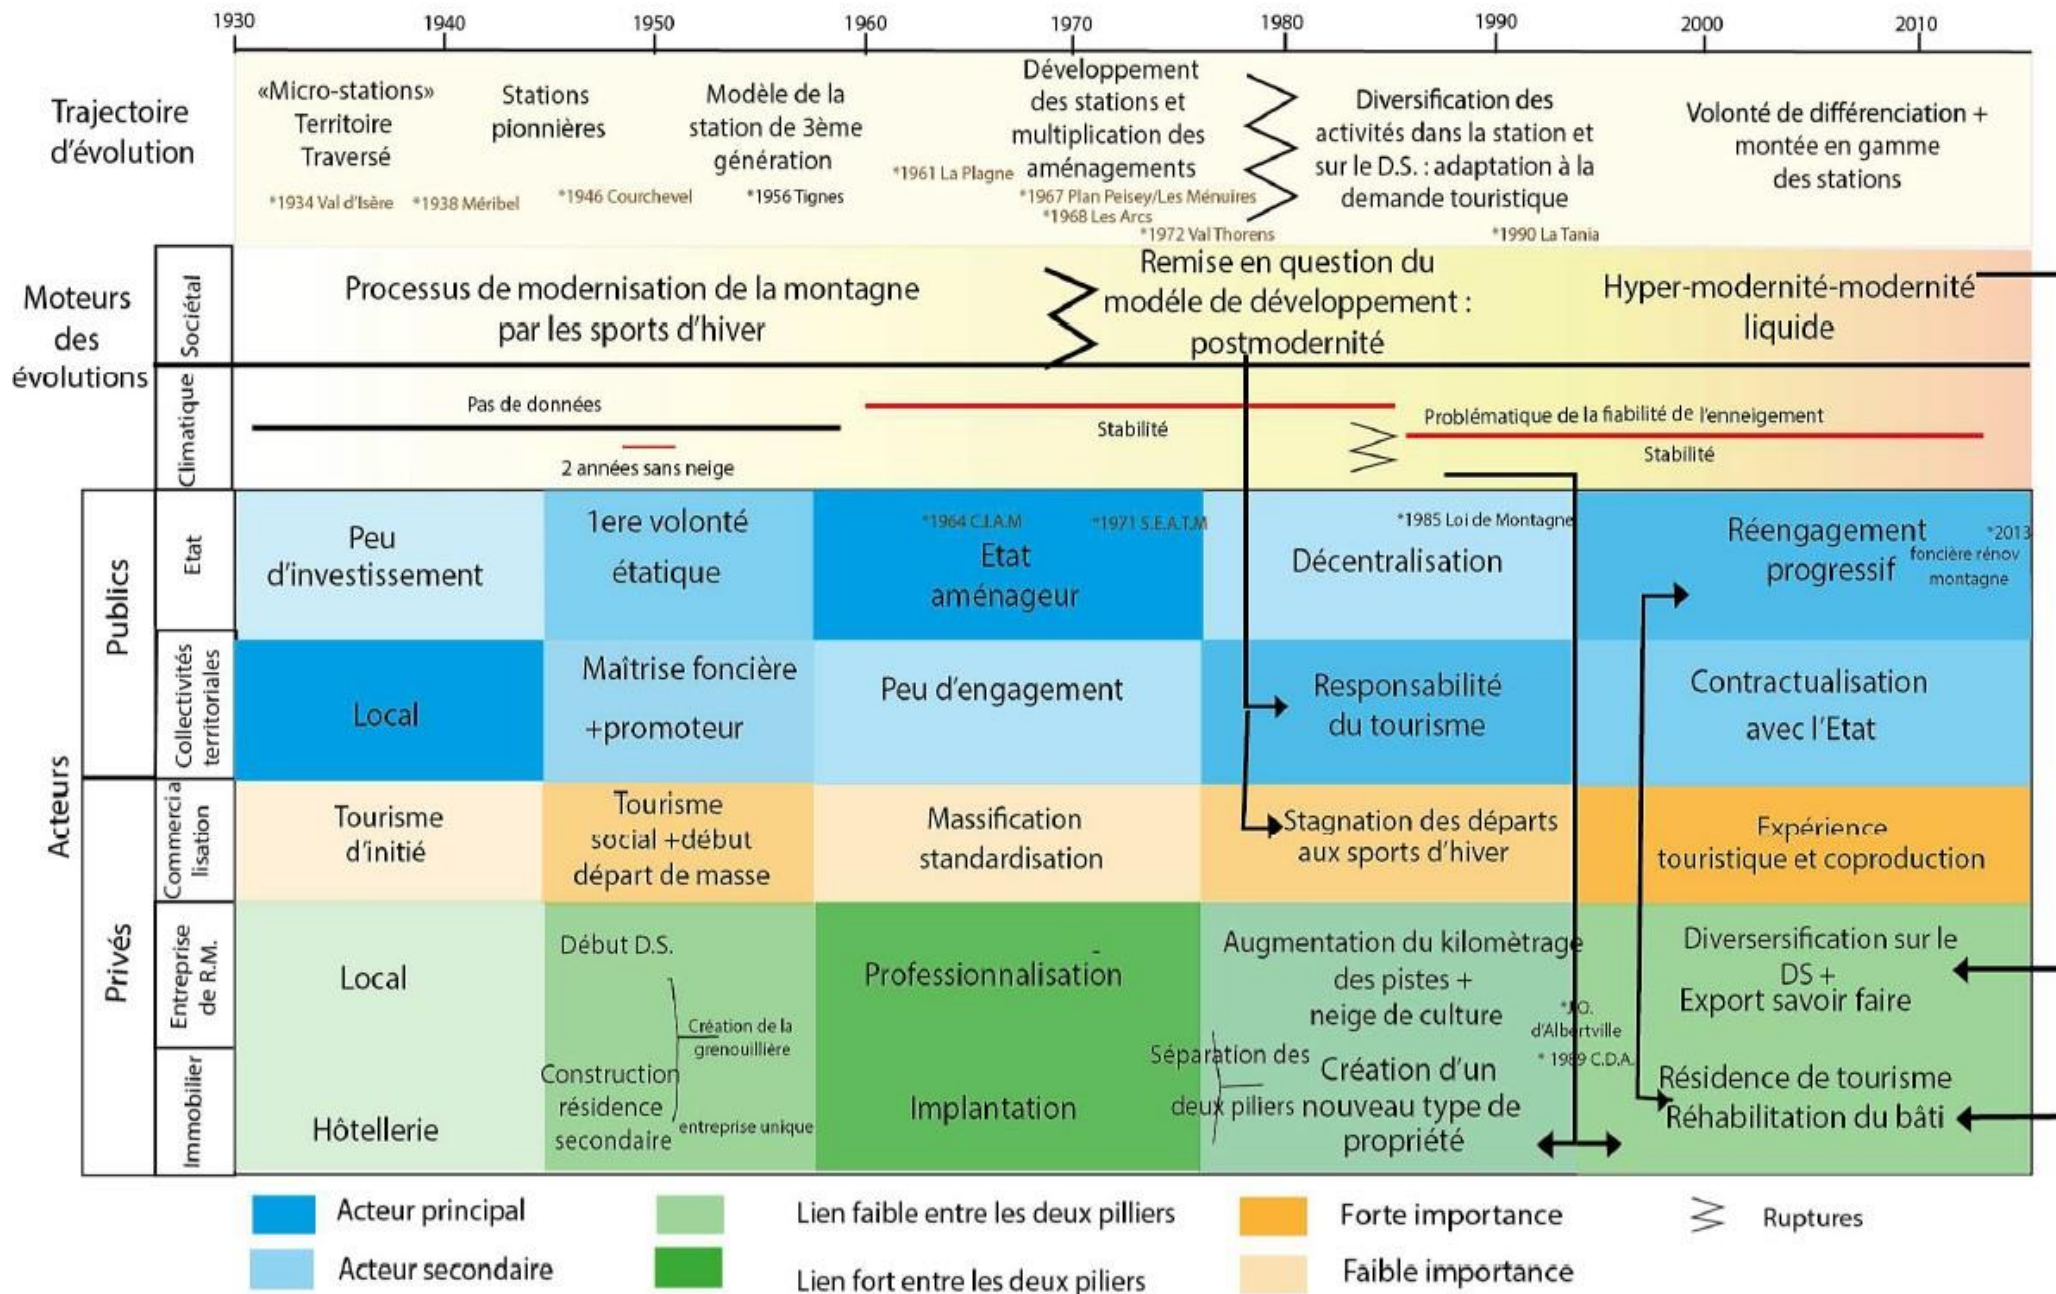 1930 1940 1950 1960 1970 1980 1990 2000 2010
Trajectoire
d'évolution
«Micro-stations»
Territoire
Traversé
Stations
pionnières
Modèle de la
station de 3ème
génération
Développement
des stations et
multiplication des
aménagements
Diversification des
activités dans la station et
sur le D.S. : adaptation à la
demande touristique
Volonté de différenciation +
montée en gamme
des stations
*1934 Val d'Isère
*1938 Méribel
*1946 Courchevel
*1956 Tignes
*1961 La Plagne
*1967 Plan Peisey/Les Ménuires
*1968 Les Arcs
*1972 Val Thorens
*1990 La Tania
Moteurs
des
évolutions
Sociétal
Processus de modernisation de la montagne
par les sports d'hiver
Remise en question du
modéle de développement :
postmodernité
Hyper-modernité-modernité
liquide
Climatique
Pas de données
2 années sans neige
Stabilité
Problématique de la fiabilité de l'enneigement
Stabilité
Acteurs
Publics
Etat
Peu
d'investissement
1ere volonté
étatique
*1964 C.I.A.M
*1971 S.E.A.T.M
Etat
aménageur
*1985 Loi de Montagne
Décentralisation
Réengagement
progressif
*2013
foncière rénov
montagne
Collectivités
territoriales
Local
Maîtrise foncière
+promoteur
Peu d'engagement
Responsabilité
du tourisme
Contractualisation
avec l'Etat
Privés
Commercia
lisation
Tourisme
d'initié
Tourisme
social +début
départ de masse
Massification
standardisation
Stagnation des départs
aux sports d'hiver
Expérience
touristique et coproduction
Entreprise
de R.M.
Local
Début D.S.
Création de la
grenouillière
Professionnalisation
Augmentation du kilomètrage
des pistes +
neige de culture
*J.O.
d'Albertville
* 1989 C.D.A.
Diversersification sur le
DS +
Export savoir faire
Immobilier
Hôtellerie
Construction
résidence
secondaire
entreprise unique
Implantation
Séparation des
deux piliers
Création d'un
nouveau type de
propriété
Résidence de tourisme
Réhabilitation du bâti
Acteur principal
Acteur secondaire
Lien faible entre les deux pilliers
Lien fort entre les deux piliers
Forte importance
Faible importance
Ruptures